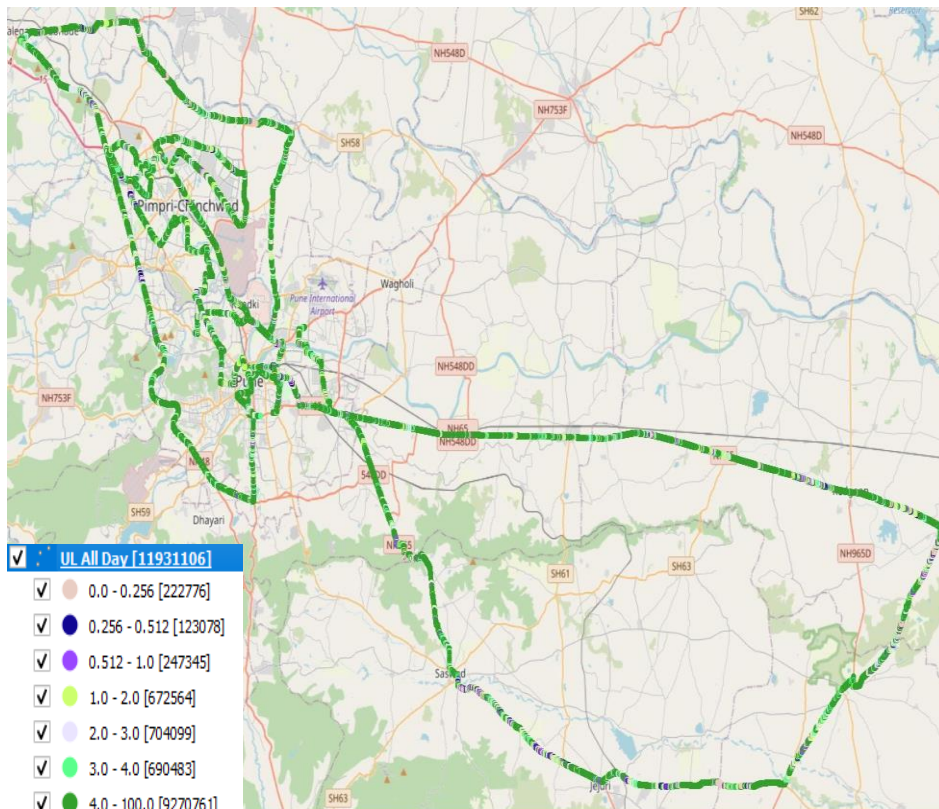 SH62
NH548D
NH753F
NH548D
SH58
Pimpri-Chinchwad
Wagholi
Pune International
Airport
NH548DD
Pune
NH753F
NH65
NH548DD
SH59
Dhayari
NH965D
SH61
SH63
Jejuri
SH63
UL All Day [11931106]
0.0 - 0.256 [222776]
0.256 - 0.512 [123078]
0.512 - 1.0 [247345]
1.0 - 2.0 [672564]
2.0 - 3.0 [704099]
3.0 - 4.0 [690483]
4.0 - 100.0 [9270761]